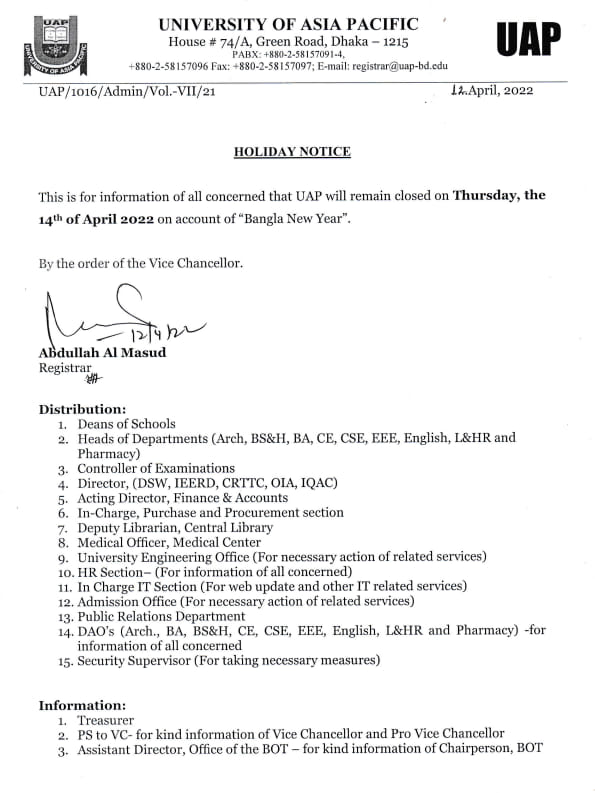 UAP
UNIVERSITY OF ASIA PACIFIC
UNIVERSITY OF ASIA PACIFIC
House # 74/A, Green Road, Dhaka – 1215
PABX: +880-2-58157091-4,
+880-2-58157096 Fax: +880-2-58157097; E-mail: registrar@uap-bd.edu
UAP
UAP/1016/Admin/Vol.-VII/21
12 April, 2022
HOLIDAY NOTICE
This is for information of all concerned that UAP will remain closed on Thursday, the
14th of April 2022 on account of “Bangla New Year”.
By the order of the Vice Chancellor.
12/4/22
Abdullah Al Masud
Registrar
Distribution:
1. Deans of Schools
2. Heads of Departments (Arch, BS&H, BA, CE, CSE, EEE, English, L&HR and
Pharmacy)
3. Controller of Examinations
4. Director, (DSW, IEERD, CRTTC, OIA, IQAC)
5. Acting Director, Finance & Accounts
6. In-Charge, Purchase and Procurement section
7. Deputy Librarian, Central Library
8. Medical Officer, Medical Center
9. University Engineering Office (For necessary action of related services)
10. HR Section– (For information of all concerned)
11. In Charge IT Section (For web update and other IT related services)
12. Admission Office (For necessary action of related services)
13. Public Relations Department
14. DAO’s (Arch., BA, BS&H, CE, CSE, EEE, English, L&HR and Pharmacy) -for
information of all concerned
15. Security Supervisor (For taking necessary measures)
Information:
1. Treasurer
2. PS to VC- for kind information of Vice Chancellor and Pro Vice Chancellor
3. Assistant Director, Office of the BOT – for kind information of Chairperson, BOT